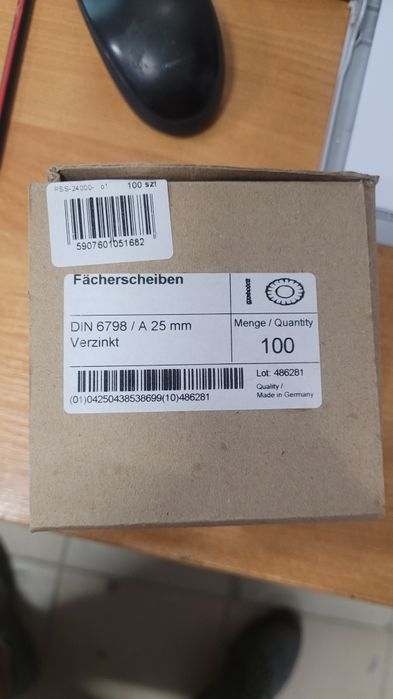 PSS-24000- 01 100 szt
5907601051682
Fächerscheiben
DIN 6798 / A 25 mm
Verzinkt
Menge / Quantity
100
Lot: 486281
Quality /
Made in Germany
(01)04250438538699(10)486281